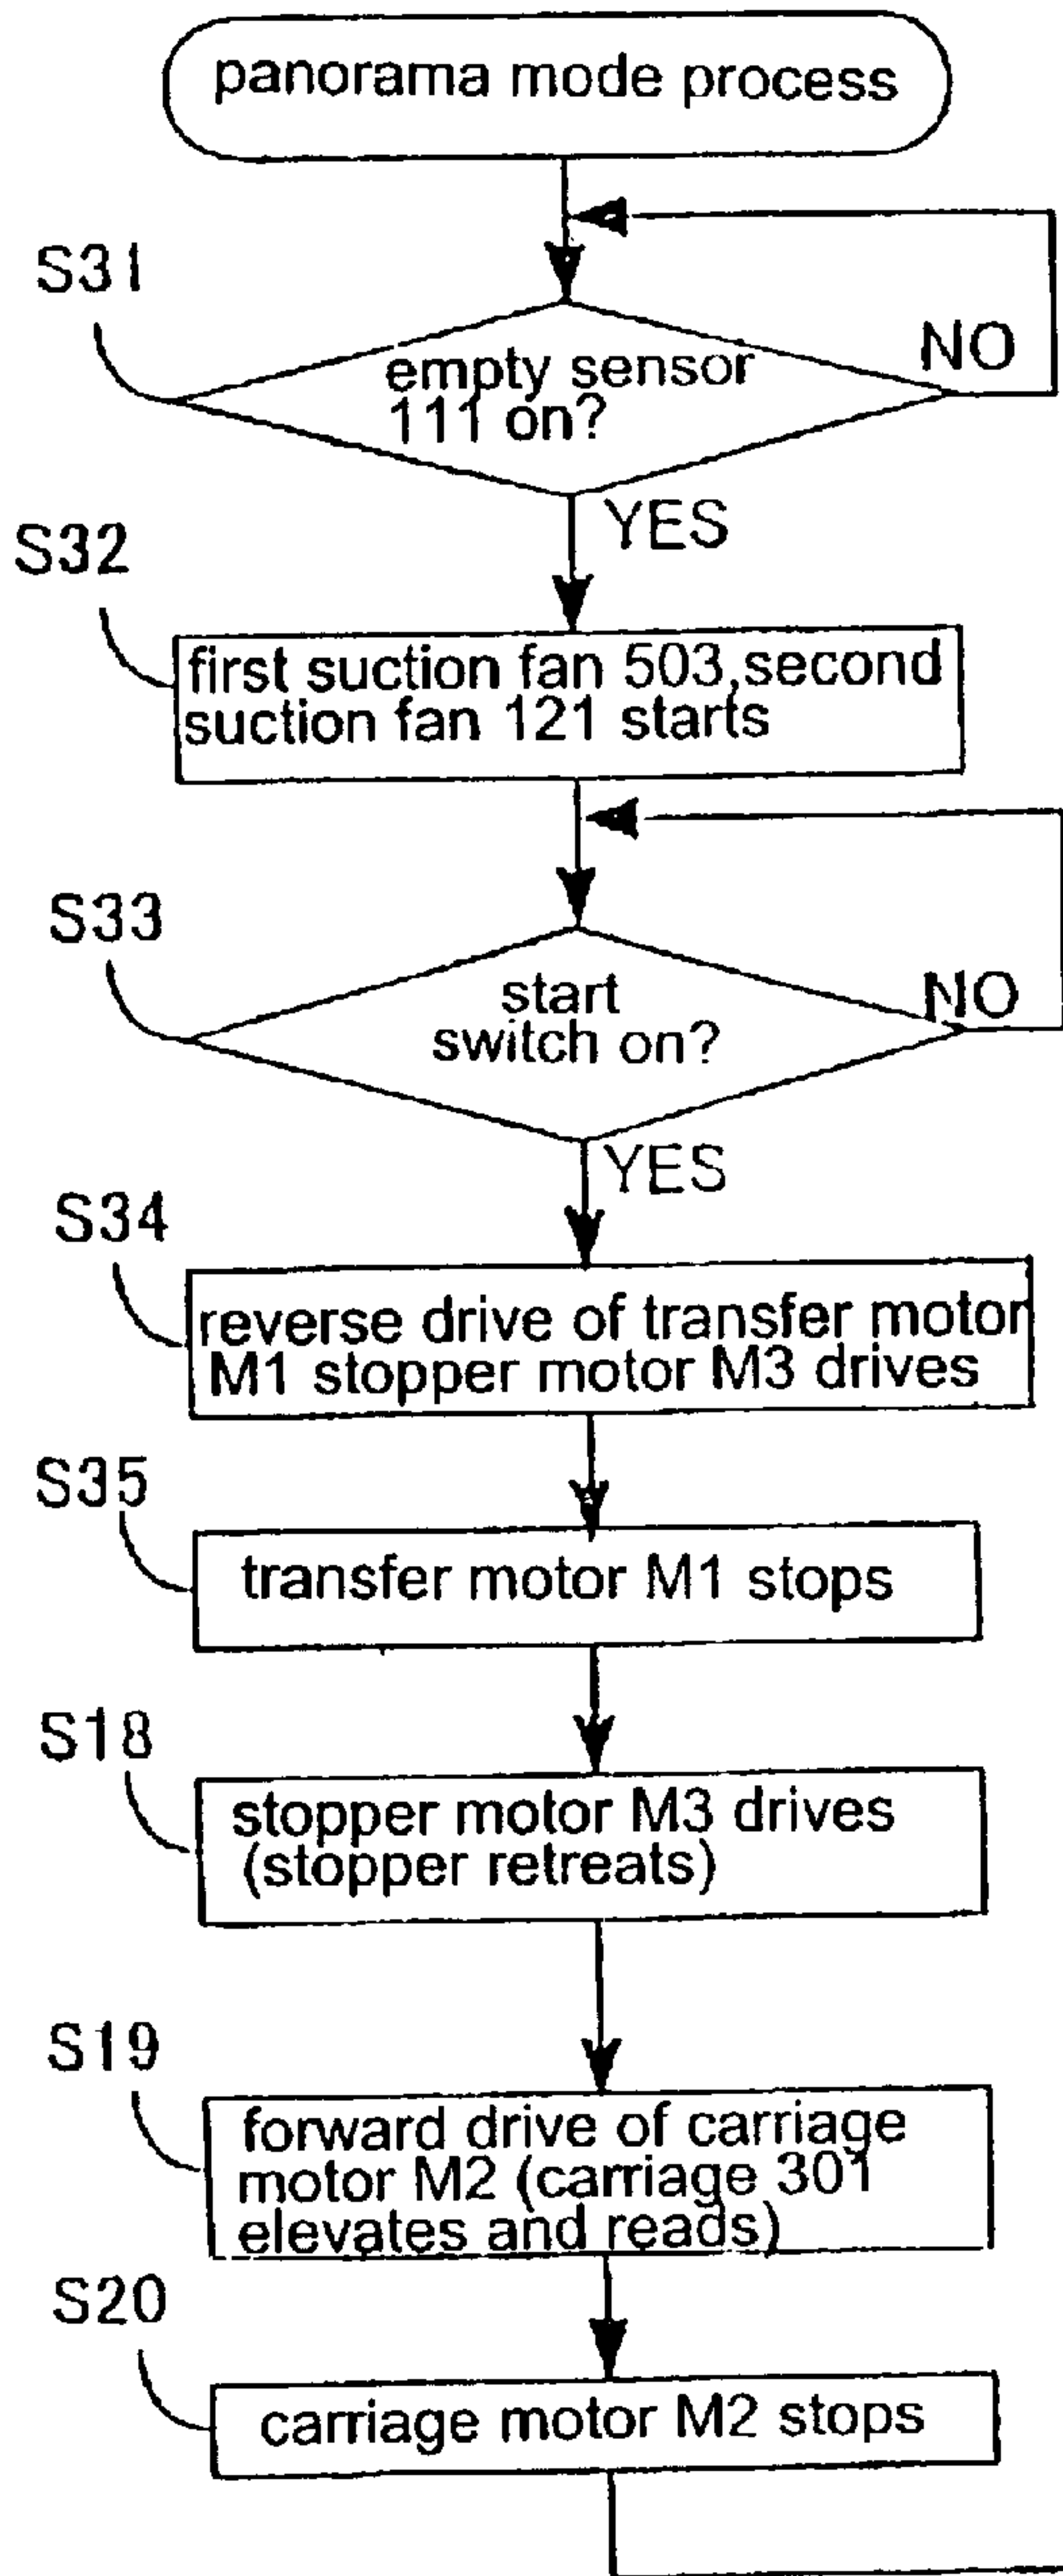 panorama mode process
S31
empty sensor
111 on?
NO
YES
S32
first suction fan 503,second
suction fan 121 starts
S33
start
switch on?
NO
YES
S34
reverse drive of transfer motor
M1 stopper motor M3 drives
S35
transfer motor M1 stops
S18
stopper motor M3 drives
(stopper retreats)
S19
forward drive of carriage
motor M2 (carriage 301
elevates and reads)
S20
carriage motor M2 stops